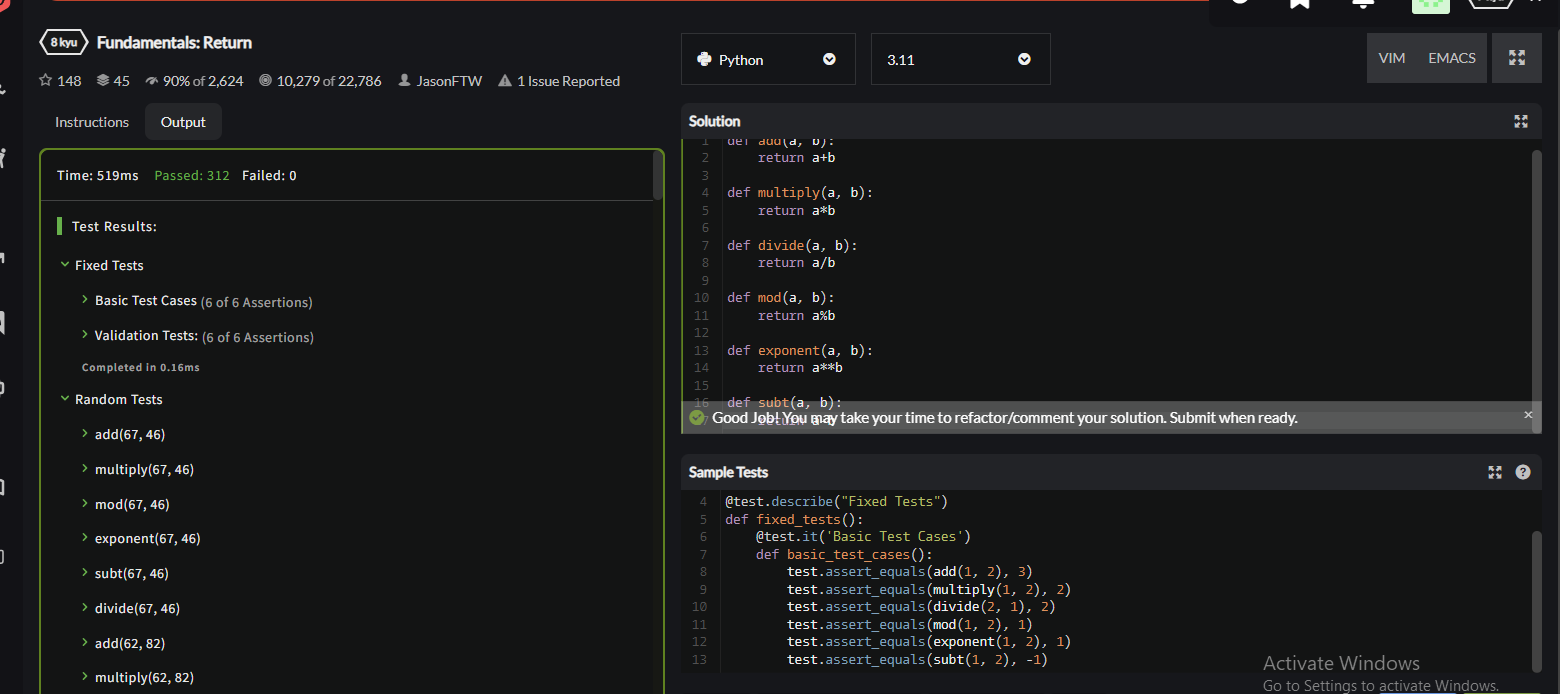 8 kyu Fundamentals: Return
148 45 90% of 2,624 10,279 of 22,786 JasonFTW 1 Issue Reported
Instructions Output
Time: 519ms Passed: 312 Failed: 0
Test Results:
Fixed Tests
Basic Test Cases (6 of 6 Assertions)
Validation Tests: (6 of 6 Assertions)
Completed in 0.16ms
Random Tests
add(67, 46)
multiply(67, 46)
mod(67, 46)
exponent(67, 46)
subt(67, 46)
divide(67, 46)
add(62, 82)
multiply(62, 82)
Python 3.11 VIM EMACS
Solution
1 def add(a, b):
2 return a+b
3
4 def multiply(a, b):
5 return a*b
6
7 def divide(a, b):
8 return a/b
9
10 def mod(a, b):
11 return a%b
12
13 def exponent(a, b):
14 return a**b
15
16 def subt(a, b):
Good Job! You may take your time to refactor/comment your solution. Submit when ready.
Sample Tests
4 @test.describe("Fixed Tests")
5 def fixed_tests():
6 @test.it('Basic Test Cases')
7 def basic_test_cases():
8 test.assert_equals(add(1, 2), 3)
9 test.assert_equals(multiply(1, 2), 2)
10 test.assert_equals(divide(2, 1), 2)
11 test.assert_equals(mod(1, 2), 1)
12 test.assert_equals(exponent(1, 2), 1)
13 test.assert_equals(subt(1, 2), -1)
Activate Windows
Go to Settings to activate Windows.